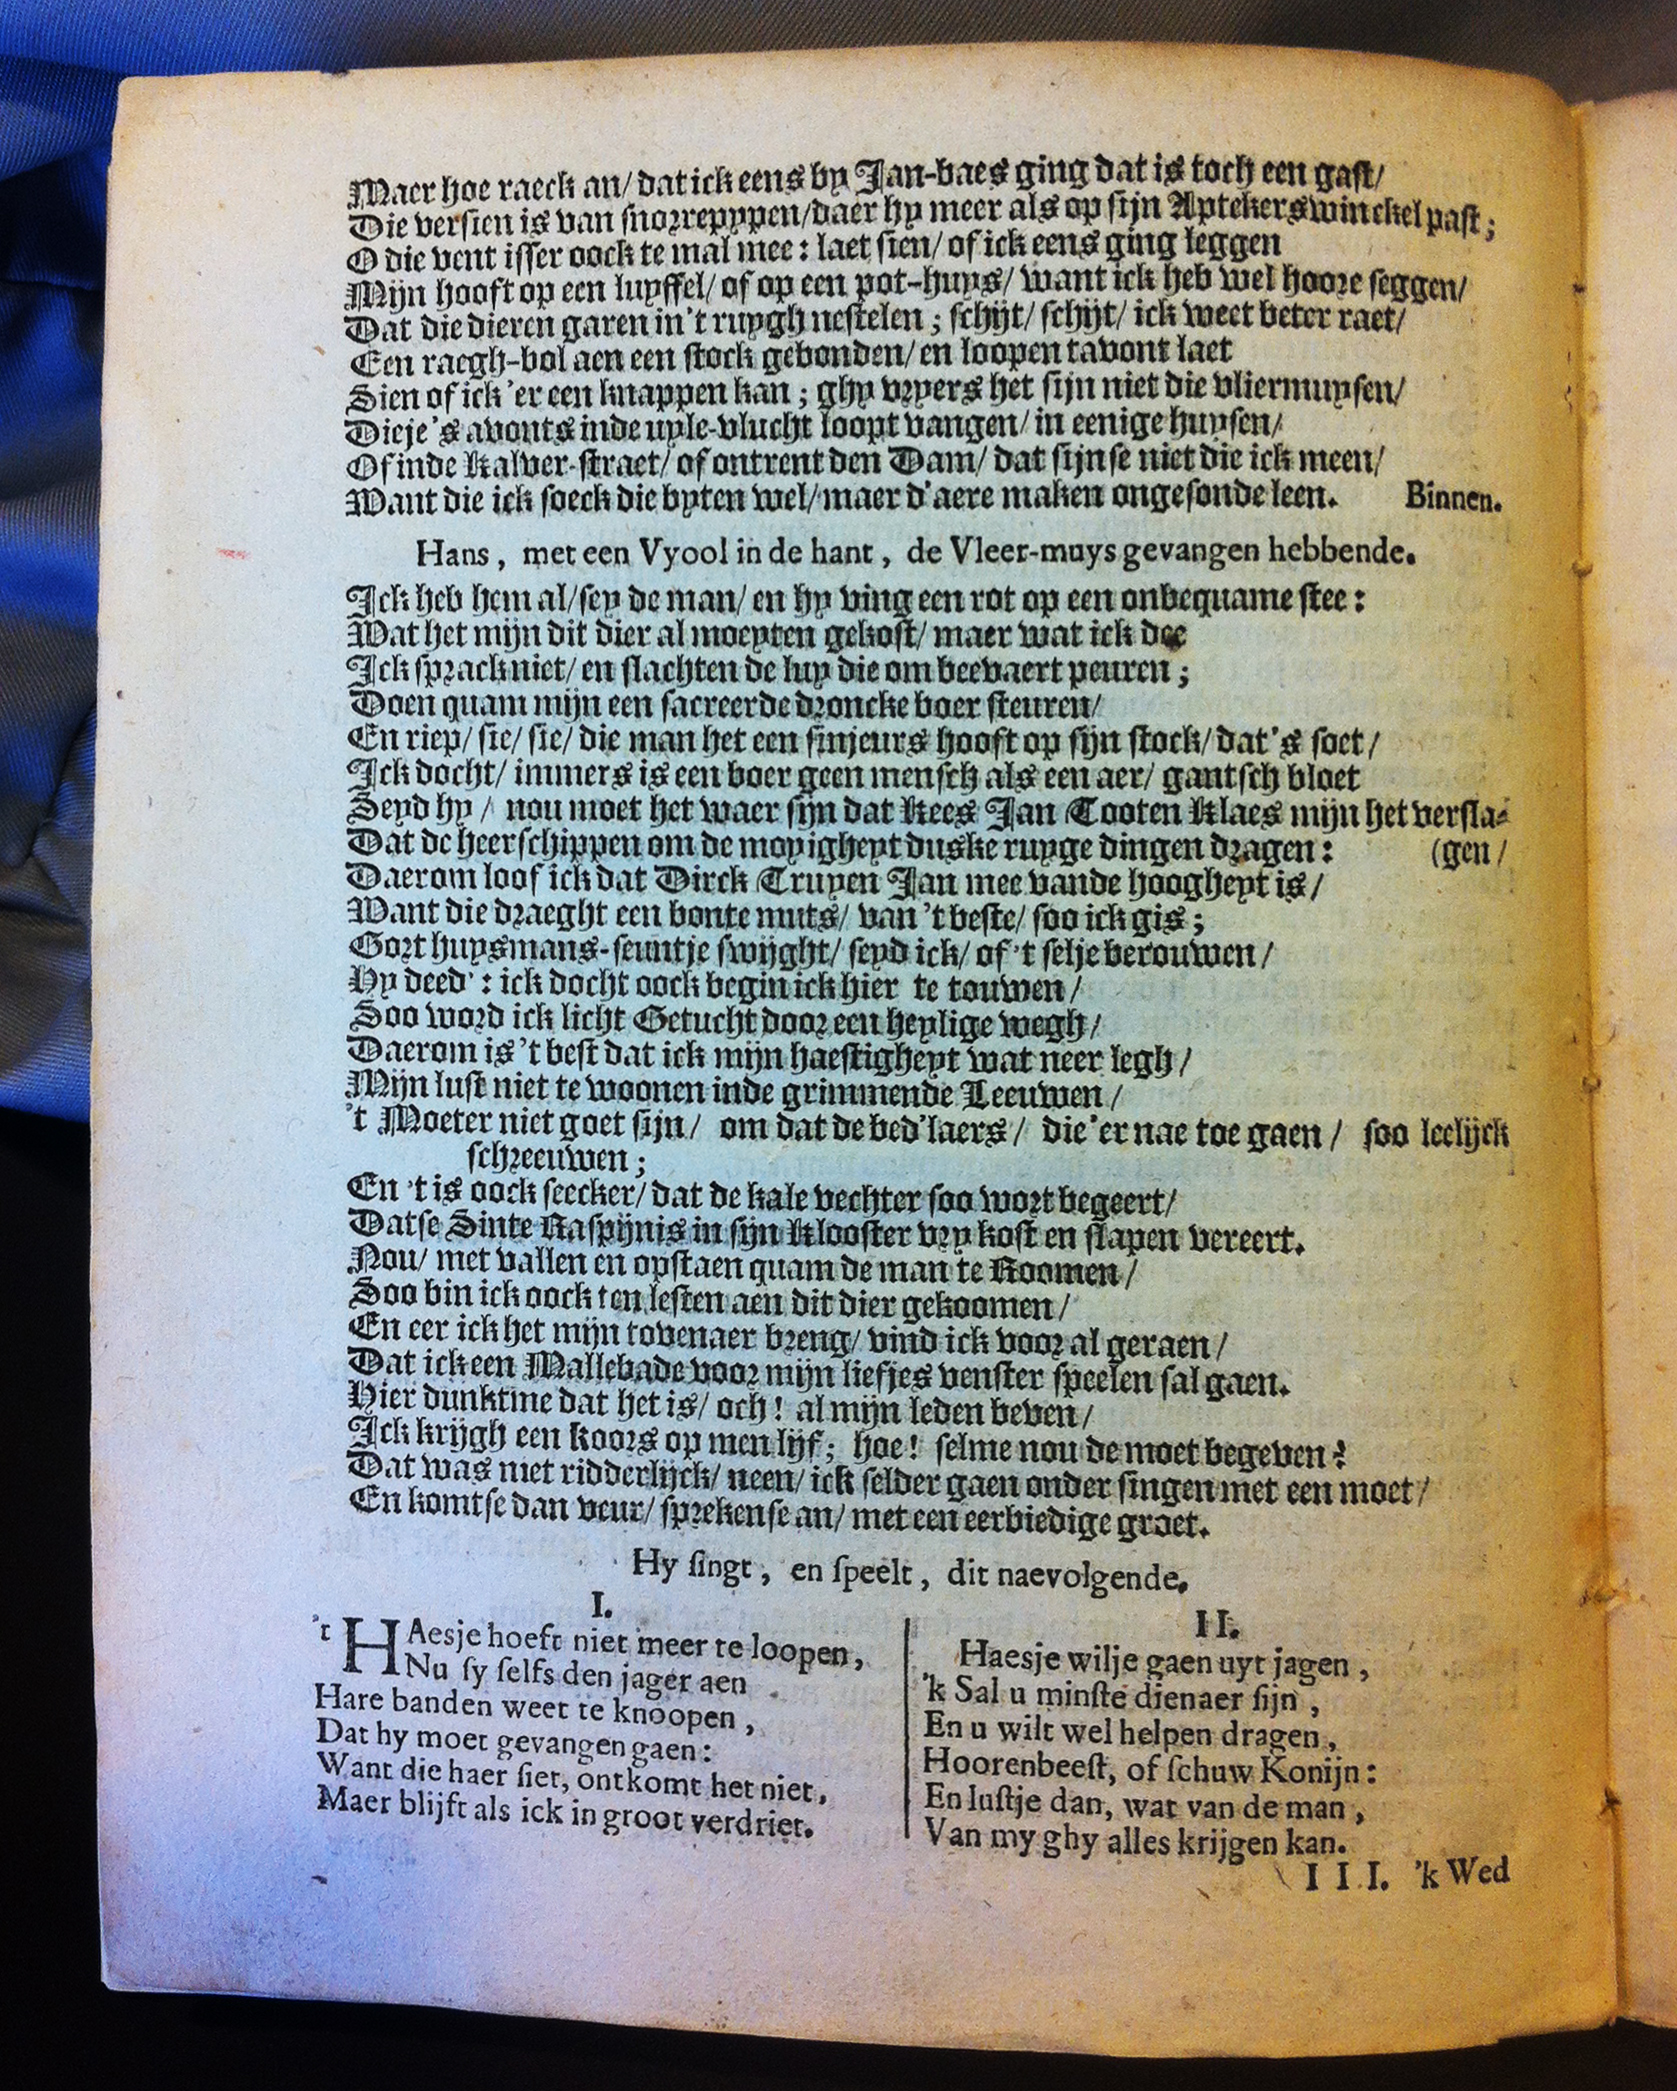 Maer hoe raeck an/ dat ick eens by Jan-baes ging dat is toch een gast/
Die versien is van snorrepyppen/daer hy meer als op sijn Aptekers winckel past;
O die vent isser oock te mal mee: laet sien/ of ick eens ging leggen
Mijn hooft op een luyffel/ of op een pot-huys/ want ick heb wel hoore seggen/
Dat die dieren garen in't ruygh nestelen; schijt/ schijt/ ick weet beter raet/
Een raegh-bol aen een stock gebonden/ en loopen tavont laet
Sien of ick 'er een knappen kan; ghy vryers het sijn niet die vliermuysen/
Die je 's avonts inde uyle-vlucht loopt vangen/ in eenige huysen/
Of inde Kalver-straet/ of ontrent den Dam/ dat sijnse niet die ick meen/
Want die ick soeck die byten wel/ maer d'aere maken ongesonde leen. Binnen.
Hans, met een Vyool in de hant, de Vleer-muys gevangen hebbende.
Ick heb hem al/ sey de man/ en hy ving een rot op een onbequame stee:
Wat het mijn dit dier al moeyten gekost/ maer wat ick dee
Ick sprack niet/ en slachten de luy die om beevaert peuren;
Doen quam mijn een sacreerde droncke boer steuren/
En riep/ sie/ sie/ die man het een sinjeurs hooft op sijn stock/ dat's soet/
Ick docht/ immers is een boer geen mensch als een aer/ gantsch bloet
Seyd hy/ nou moet het waer sijn dat Kees Jan Tooten Klaes mijn het versla-
Dat de heerschippen om de moyigheyt duske ruyge dingen dragen: (gen/
Daerom loof ick dat Dirck Truyen Jan mee vande hoogheyt is/
Want die draeght een bonte muts/ van 't beste/ soo ick gis;
Gort huysmans-seuntje swijght/ seyd ick/ of 't selje berouwen/
Hy deed': ick docht oock begin ick hier te touwen/
Soo word ick licht Getucht door een heylige wegh/
Daerom is 't best dat ick mijn haestigheyt wat neer legh/
Mijn lust niet te woonen inde grimmende Leeuwen/
't Moeter niet goet sijn/ om dat de bed'laers/ die 'er nae toe gaen/ soo leelijck
schreeuwen;
En 't is oock seecker/ dat de kale vechter soo wort begeert/
Datse Sinte Raspijnis in sijn Klooster vry kost en slapen vereert.
Nou/ met vallen en opstaen quam de man te Roomen/
Soo bin ick oock ten lesten aen dit dier gekoomen/
En eer ick het mijn tovenaer breng/ vind ick voor al geraen/
Dat ick een Mallebade voor mijn liefjes venster speelen sal gaen.
Hier dunktme dat het is/ och! al mijn leden beven/
Ick krijgh een koors op men lijf; hoe! selme nou de moet begeven?
Dat was niet ridderlijck/ neen/ ick selder gaen onder singen met een moet/
En komtse dan veur/ sprekense an/ met een eerbiedige groet.
Hy singt, en speelt, dit naevolgende.
I.
't HAesje hoeft niet meer te loopen,
Nu sy selfs den jager aen
Hare banden weet te knoopen,
Dat hy moet gevangen gaen:
Want die haer siet, ontkomt het niet,
Maer blijft als ick in groot verdriet.
II.
Haesje wilje gaen uyt jagen,
'k Sal u minste dienaer sijn,
En u wilt wel helpen dragen,
Hoorenbeest, of schuw Konijn:
En lustje dan, wat van de man,
Van my ghy alles krijgen kan.
III. 'k Wed